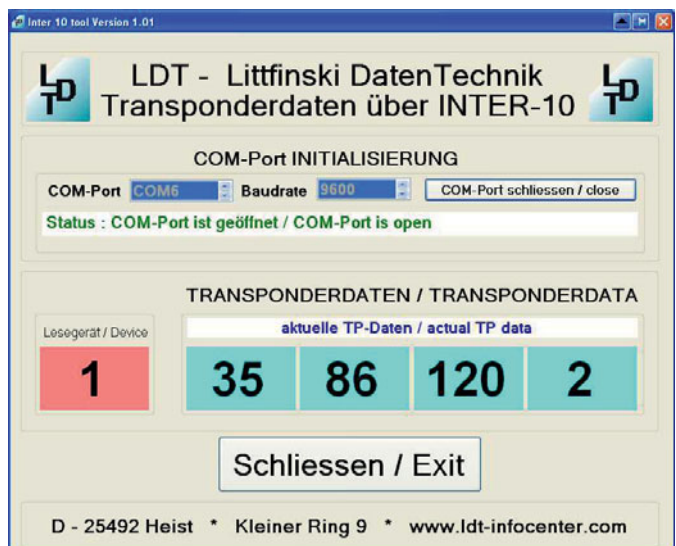 Inter 10 tool Version 1.01
LDT LDT - Littfinski DatenTechnik LDT
Transponderdaten über INTER-10
COM-Port INITIALISIERUNG
COM-Port COM6 Baudrate 9600 COM-Port schliessen / close
Status : COM-Port ist geöffnet / COM-Port is open
TRANSPONDERDATEN / TRANSPONDERDATA
Lesegerät / Device aktuelle TP-Daten / actual TP data
1 35 86 120 2
Schliessen / Exit
D - 25492 Heist * Kleiner Ring 9 * www.ldt-infocenter.com